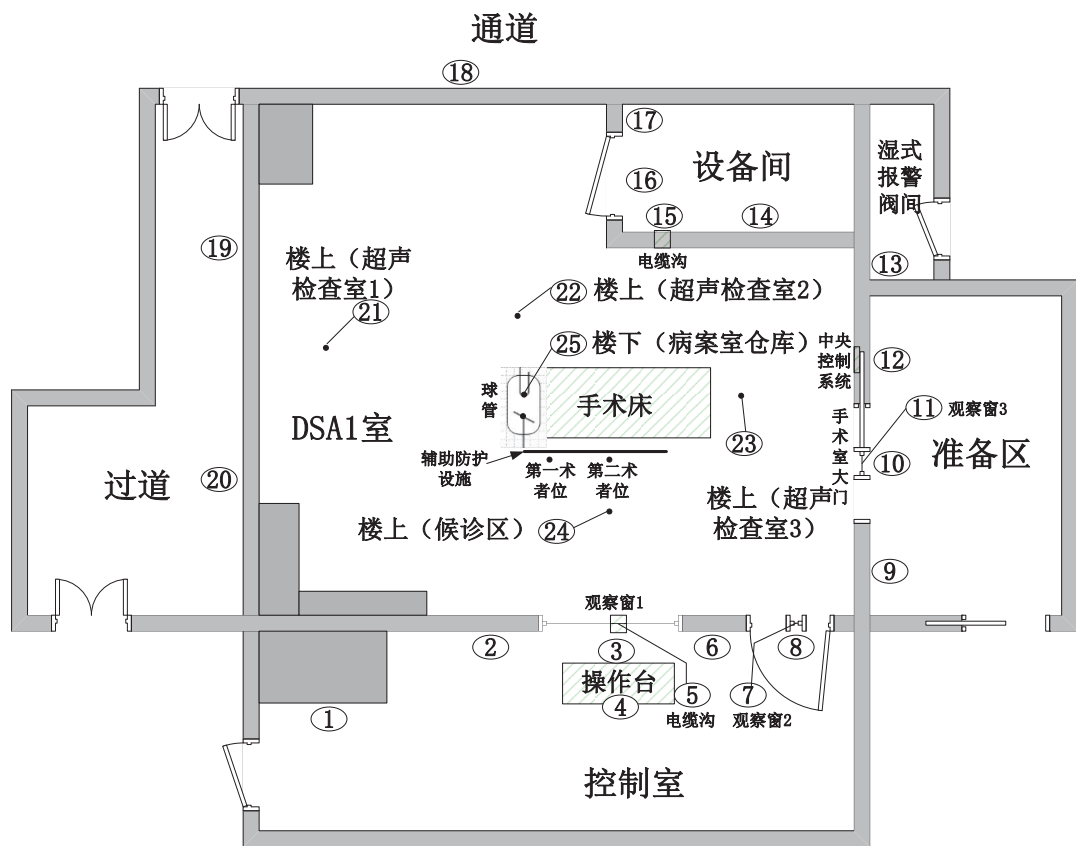 通道
⑱
⑰
设备间
湿式
报警
阀间
⑯
⑮
⑭
电缆沟
⑬
⑲
楼上（超声
检查室1）
㉑
㉒
楼上（超声检查室2）
㉕
楼下（病案室仓库）
中央
控制
系统
⑫
球
管
手术床
⑪
观察窗3
DSA1室
㉓
手
术
室
大
门
⑩
准备区
辅助防护
设施
第一术
者位
第二术
者位
过道
⑳
楼上（候诊区）
㉔
楼上（超声
检查室3）
⑨
观察窗1
②
③
⑥
⑧
操作台
④
⑤
电缆沟
⑦
观察窗2
①
控制室